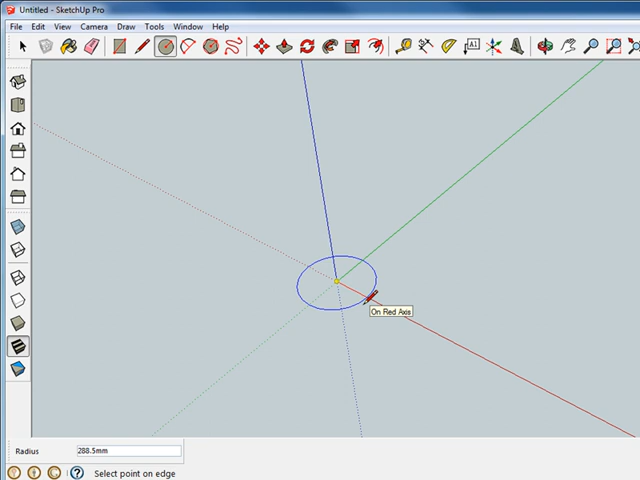 Untitled - SketchUp Pro
File Edit View Camera Draw Tools Window Help
A1
On Red Axis
Radius 288.5mm
Select point on edge